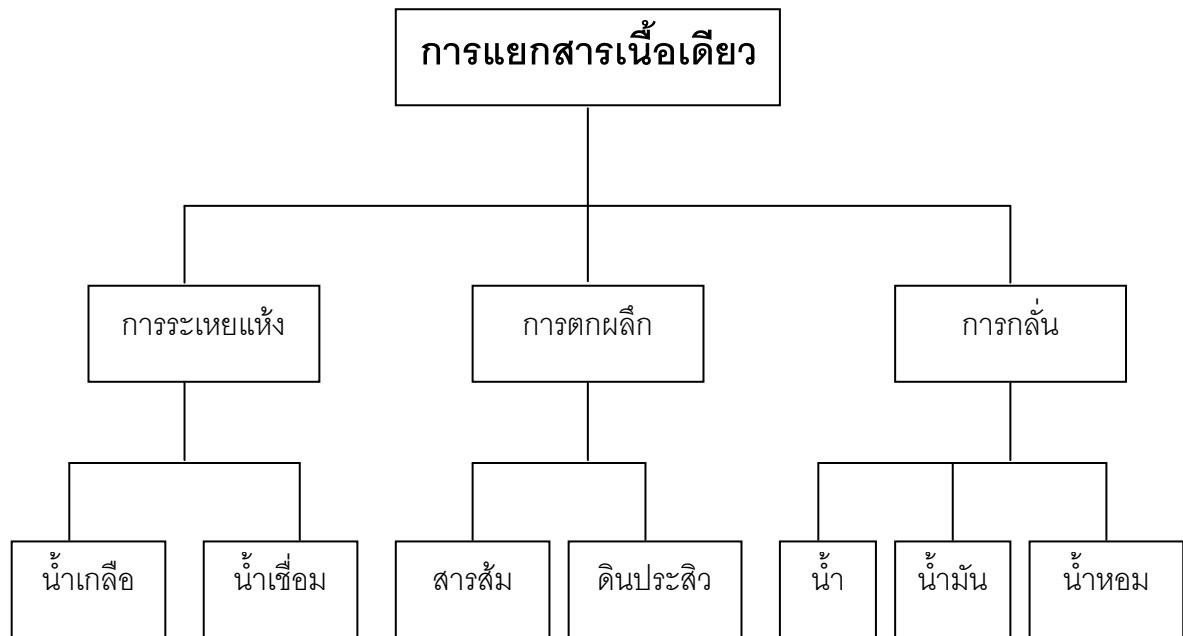 การแยกสารเนื้อเดียว
การระเหยแห้ง
การตกผลึก
การกลั่น
น้ำเกลือ
น้ำเชื่อม
สารส้ม
ดินประสิว
น้ำ
น้ำมัน
น้ำหอม